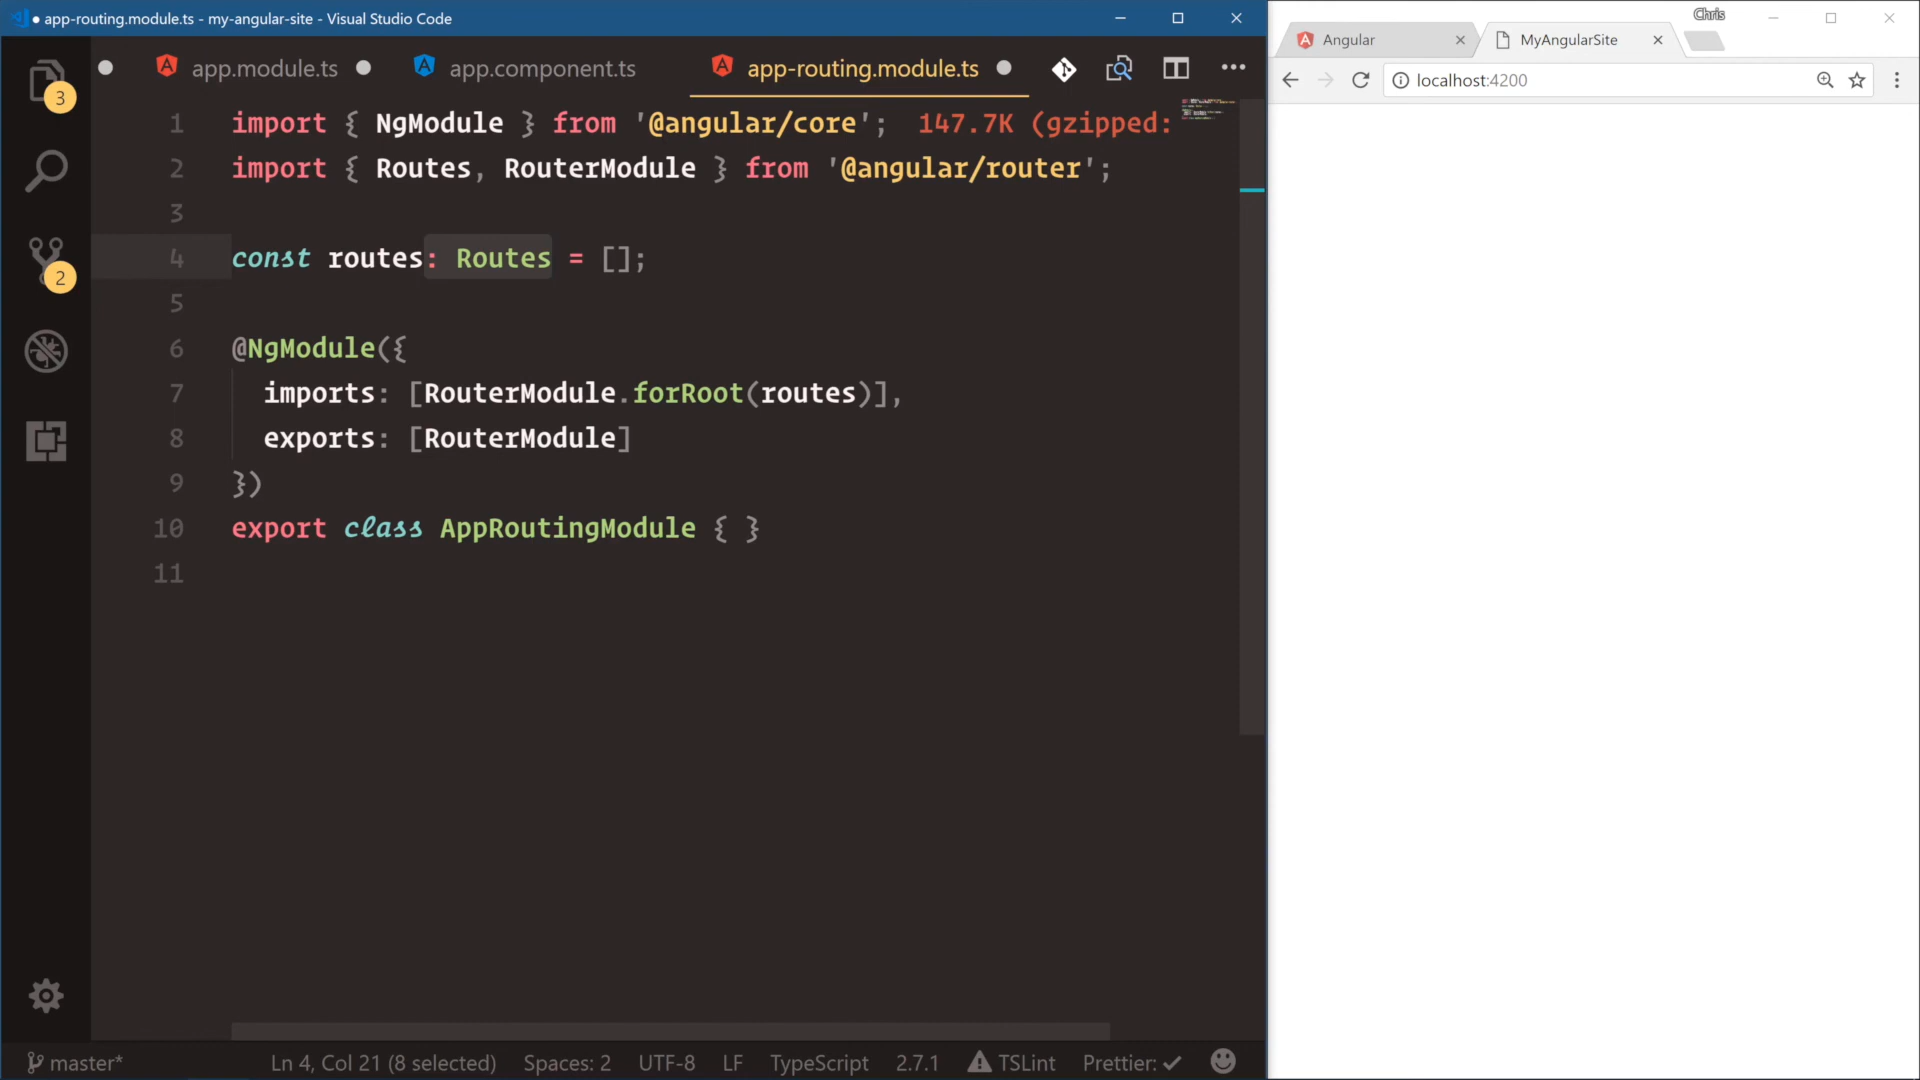 app-routing.module.ts - my-angular-site - Visual Studio Code
app.module.ts app.component.ts app-routing.module.ts
1 import { NgModule } from '@angular/core'; 147.7K (gzipped:
2 import { Routes, RouterModule } from '@angular/router';
3
4 const routes: Routes = [];
5
6 @NgModule({
7 imports: [RouterModule.forRoot(routes)],
8 exports: [RouterModule]
9 })
10 export class AppRoutingModule { }
11
3
2
master* Ln 4, Col 21 (8 selected) Spaces: 2 UTF-8 LF TypeScript 2.7.1 TSLint Prettier: ✓
Chris
Angular MyAngularSite
localhost:4200